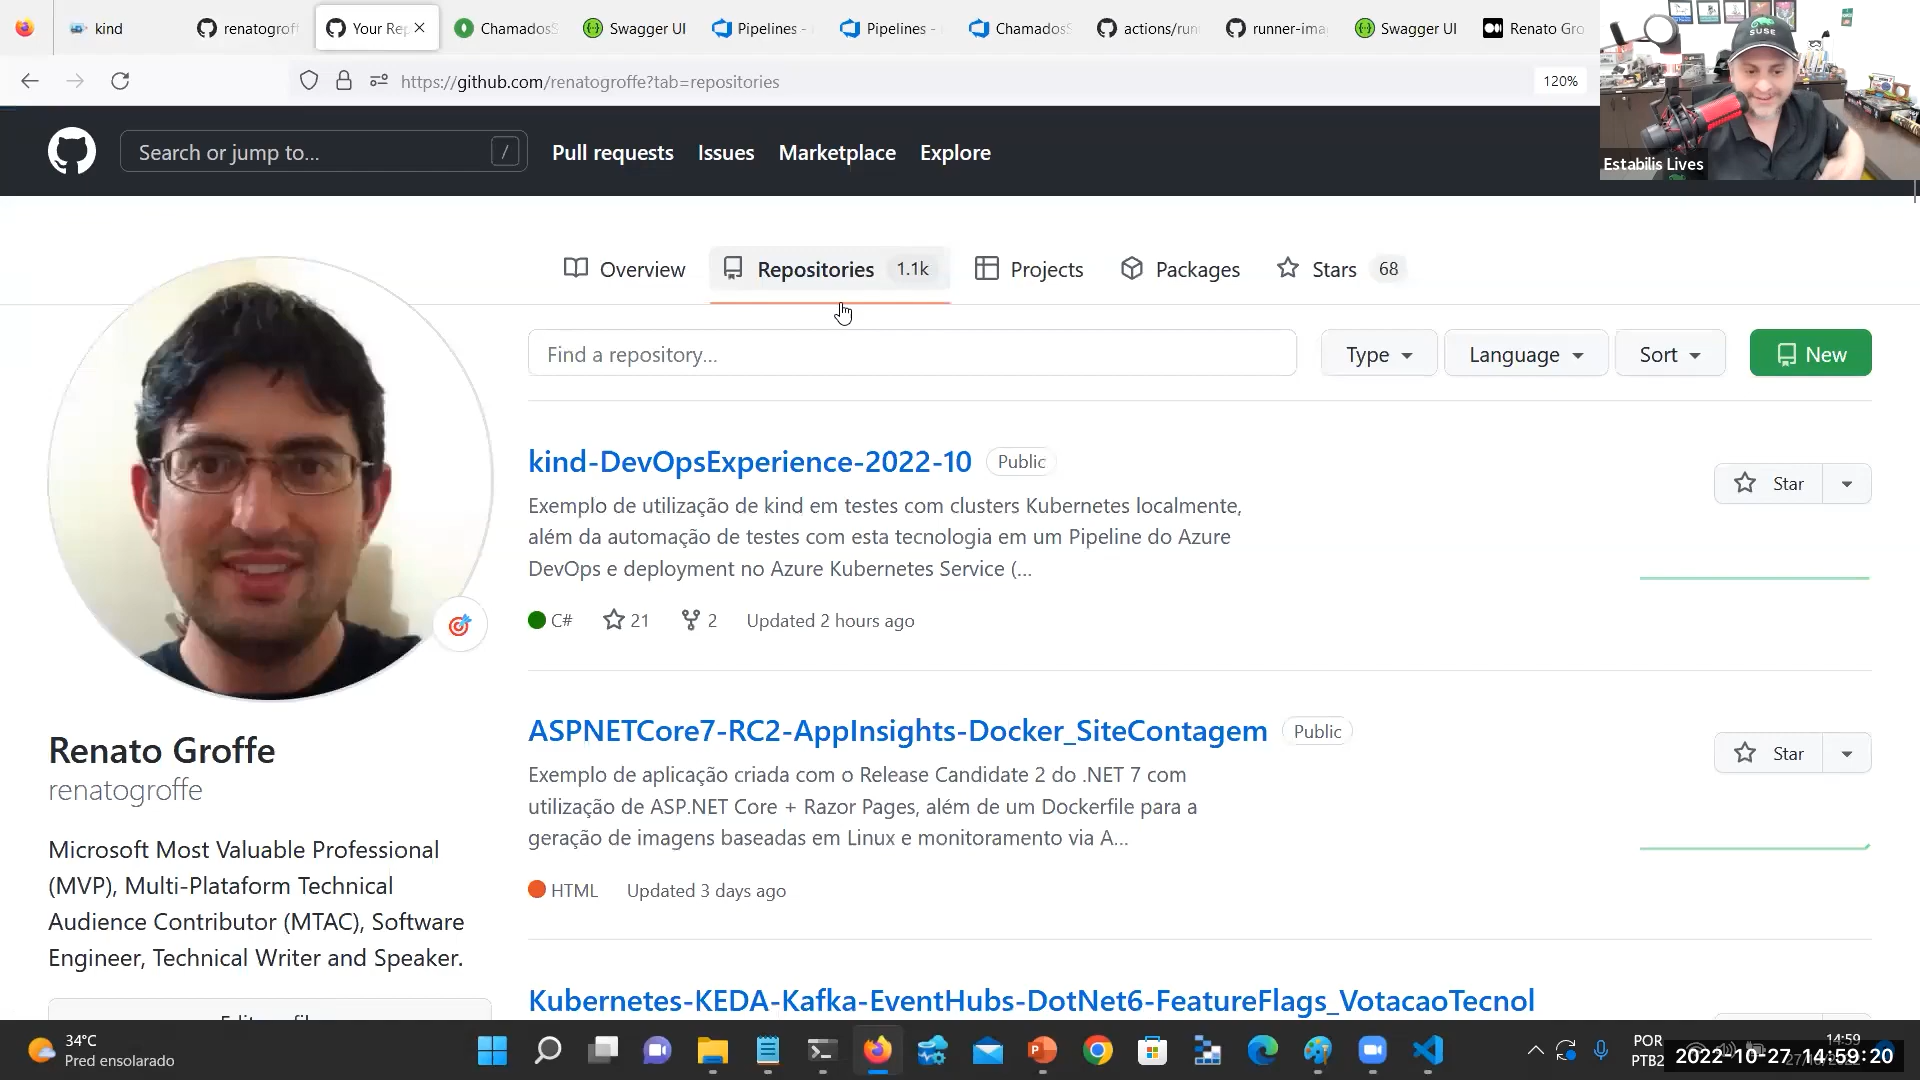 kind
renatogroff
Your Rep
ChamadosS
Swagger UI
Pipelines -
Pipelines -
ChamadosS
actions/run
runner-ima
Swagger UI
Renato Gro
https://github.com/renatogroffe?tab=repositories
120%
SUSE
Estabilis Lives
Search or jump to...
/
Pull requests
Issues
Marketplace
Explore
Overview
Repositories 1.1k
Projects
Packages
Stars 68
Find a repository...
Type
Language
Sort
New
kind-DevOpsExperience-2022-10 Public
Exemplo de utilização de kind em testes com clusters Kubernetes localmente,
além da automação de testes com esta tecnologia em um Pipeline do Azure
DevOps e deployment no Azure Kubernetes Service (...
Star
C# 21 2 Updated 2 hours ago
ASPNETCore7-RC2-AppInsights-Docker_SiteContagem Public
Exemplo de aplicação criada com o Release Candidate 2 do .NET 7 com
utilização de ASP.NET Core + Razor Pages, além de um Dockerfile para a
geração de imagens baseadas em Linux e monitoramento via A...
Star
HTML Updated 3 days ago
Kubernetes-KEDA-Kafka-EventHubs-DotNet6-FeatureFlags_VotacaoTecnol
Renato Groffe
renatogroffe
Microsoft Most Valuable Professional
(MVP), Multi-Plataform Technical
Audience Contributor (MTAC), Software
Engineer, Technical Writer and Speaker.
34°C
Pred ensolarado
POR
PTB2
14:59
2022-10-27 14:59:20